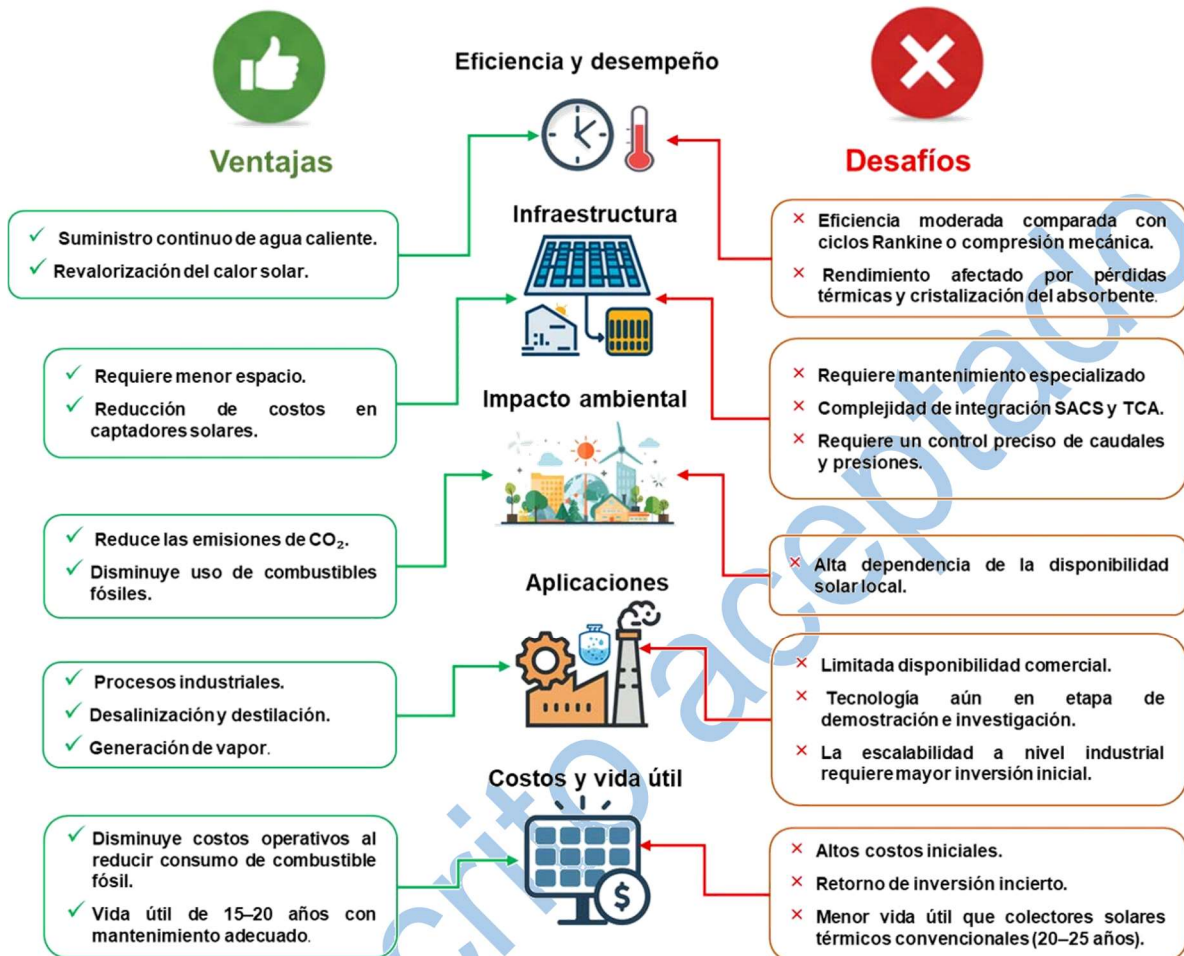 Eficiencia y desempeño
Ventajas
Desafíos
✓ Suministro continuo de agua caliente.
✓ Revalorización del calor solar.
× Eficiencia moderada comparada con
ciclos Rankine o compresión mecánica.
× Rendimiento afectado por pérdidas
térmicas y cristalización del absorbente.
Infraestructura
✓ Requiere menor espacio.
✓ Reducción de costos en
captadores solares.
× Requiere mantenimiento especializado
× Complejidad de integración SACS y TCA.
× Requiere un control preciso de caudales
y presiones.
Impacto ambiental
✓ Reduce las emisiones de CO₂.
✓ Disminuye uso de combustibles
fósiles.
× Alta dependencia de la disponibilidad
solar local.
Aplicaciones
✓ Procesos industriales.
✓ Desalinización y destilación.
✓ Generación de vapor.
× Limitada disponibilidad comercial.
× Tecnología aún en etapa de
demostración e investigación.
× La escalabilidad a nivel industrial
requiere mayor inversión inicial.
Costos y vida útil
$
✓ Disminuye costos operativos al
reducir consumo de combustible
fósil.
✓ Vida útil de 15–20 años con
mantenimiento adecuado.
× Altos costos iniciales.
× Retorno de inversión incierto.
× Menor vida útil que colectores solares
térmicos convencionales (20–25 años).
crito aceptado